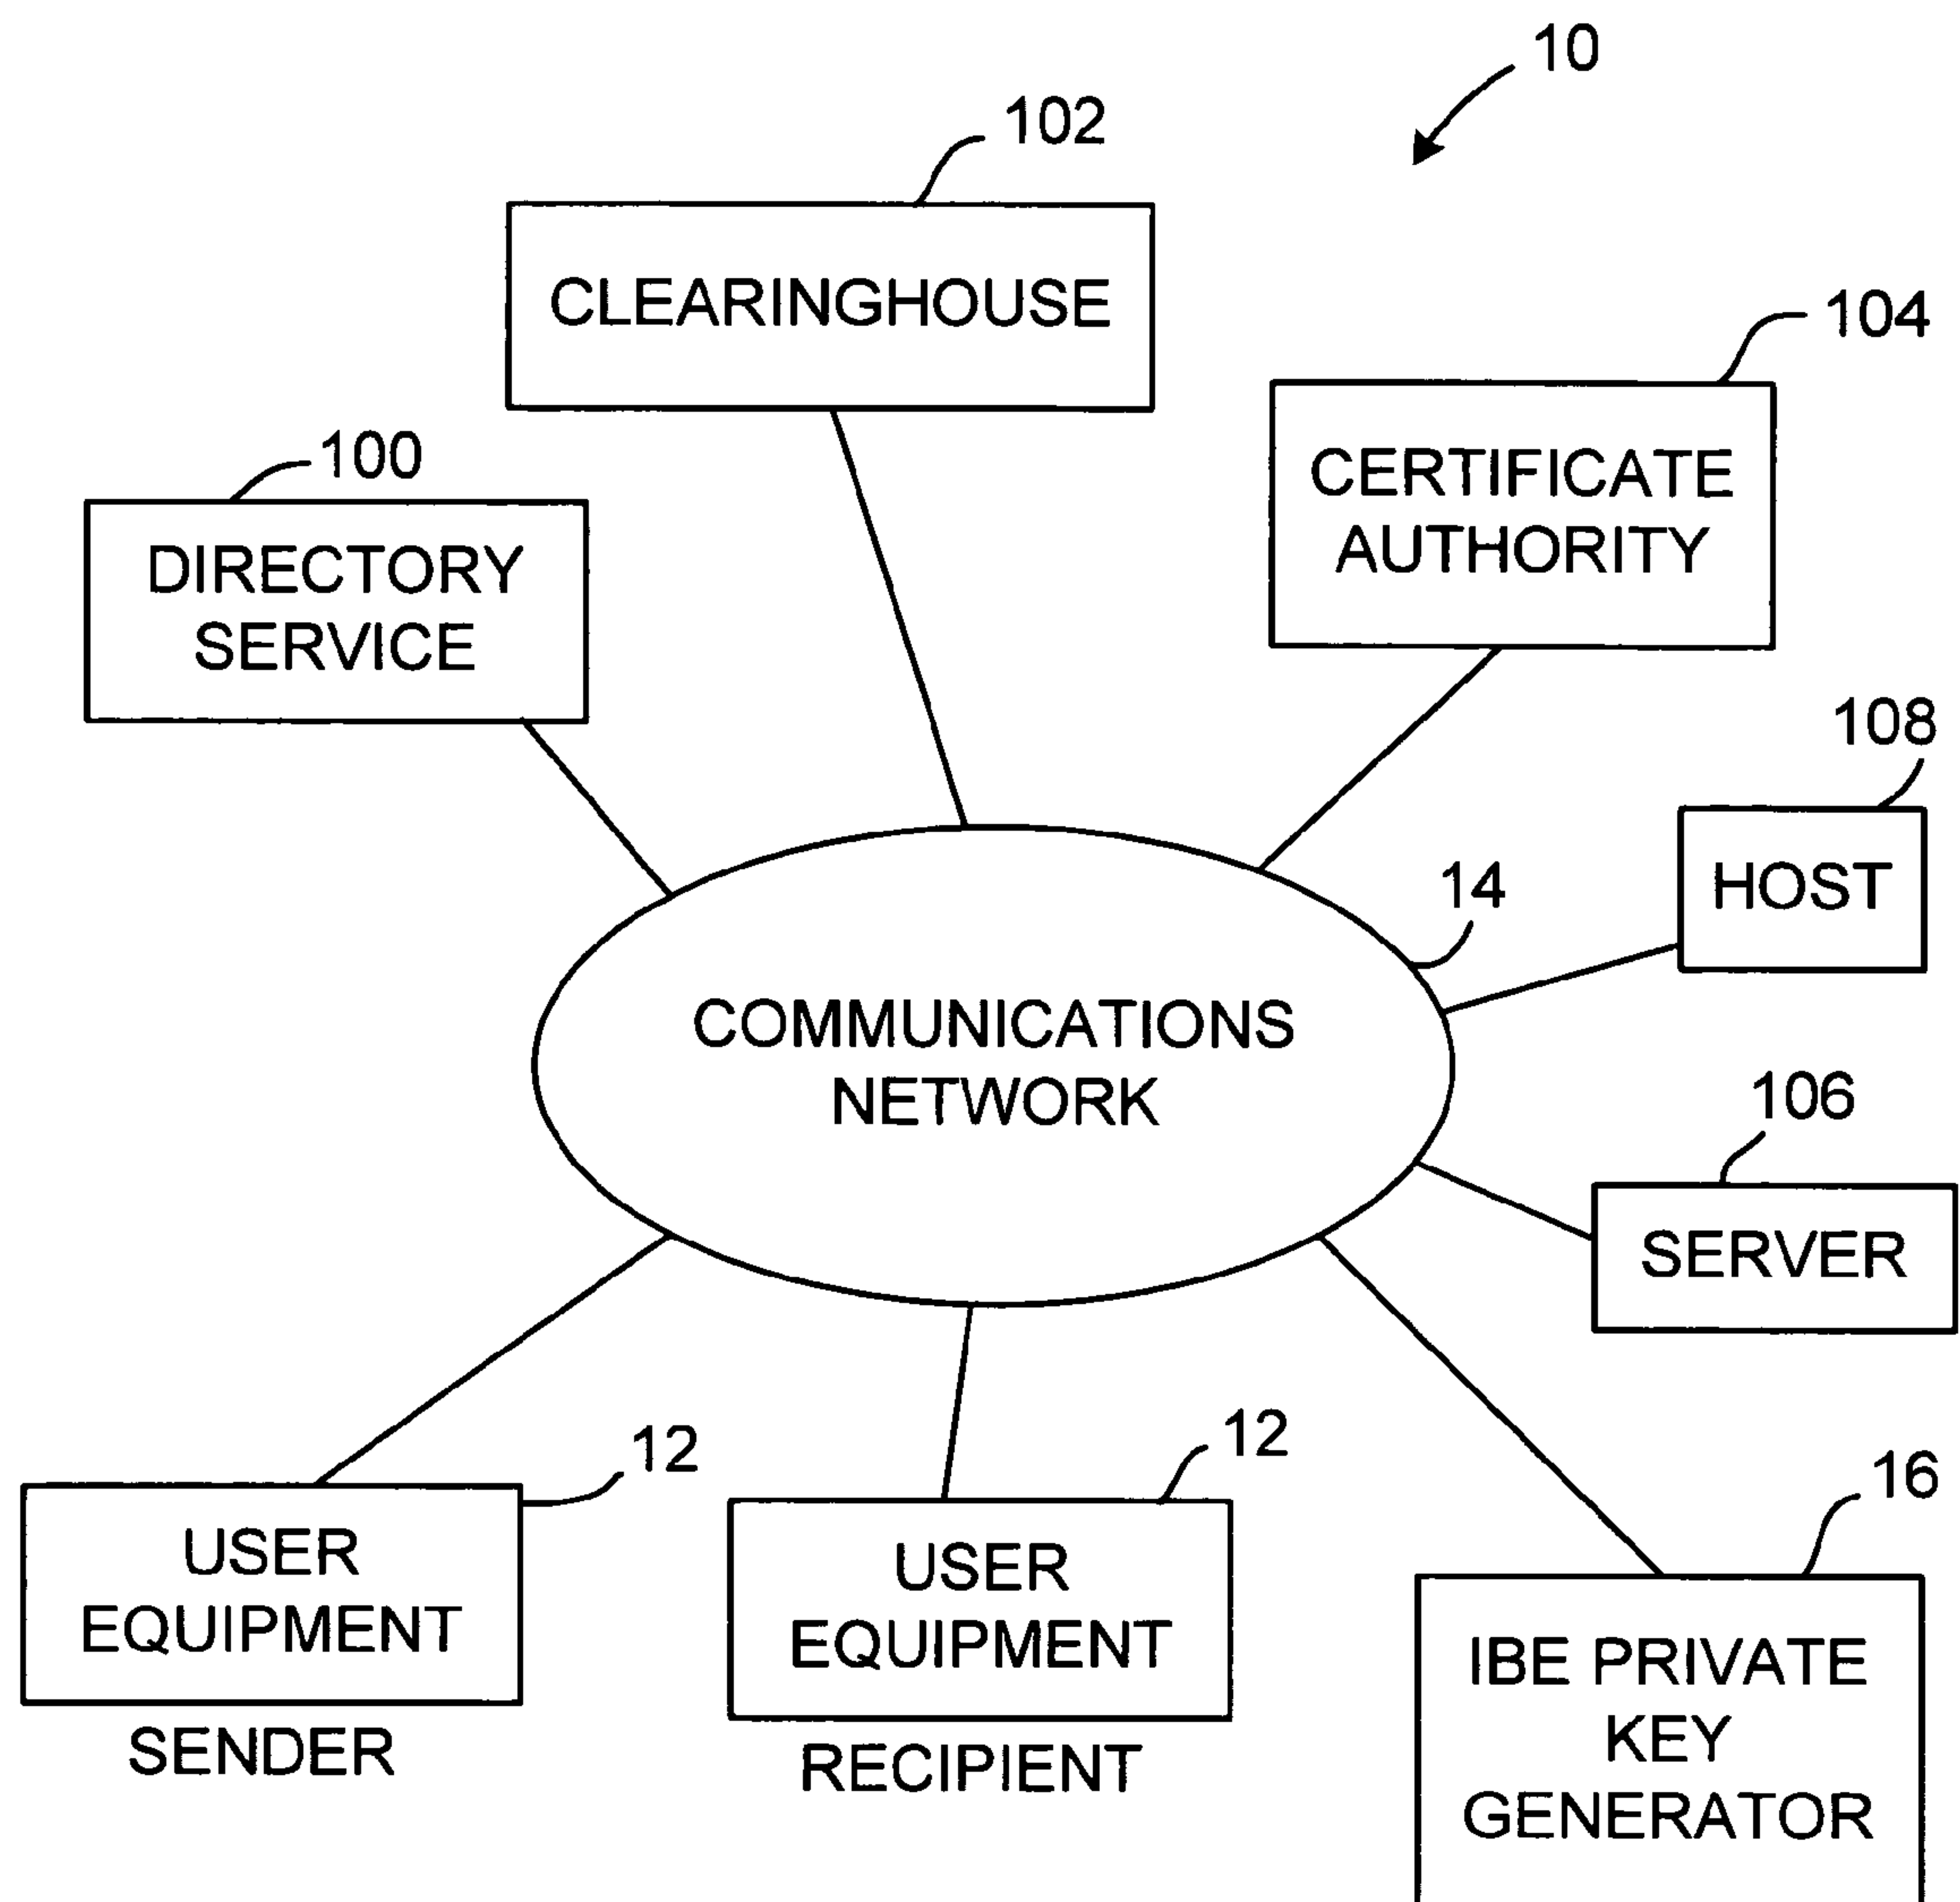 10
102
CLEARINGHOUSE
104
CERTIFICATE
AUTHORITY
100
DIRECTORY
SERVICE
108
HOST
14
COMMUNICATIONS
NETWORK
106
SERVER
12
USER
EQUIPMENT
SENDER
12
USER
EQUIPMENT
RECIPIENT
16
IBE PRIVATE
KEY
GENERATOR